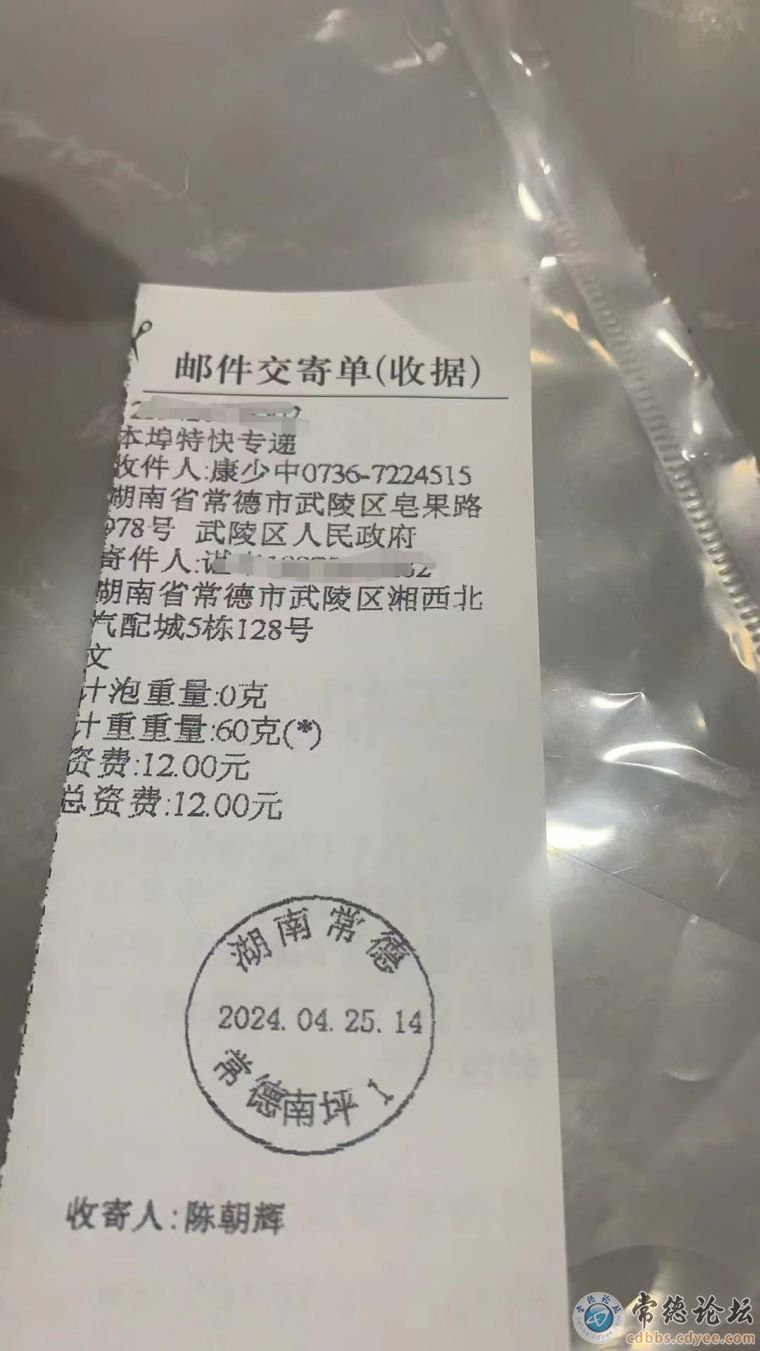 邮件交寄单(收据)
本埠特快专递
收件人:康少中0736-7224515
湖南省常德市武陵区皂果路
978号 武陵区人民政府
寄件人:
湖南省常德市武陵区湘西北
汽配城5栋128号
文
计泡重量:0克
计重重量:60克(*)
资费:12.00元
总资费:12.00元
湖南常德
2024.04.25.14
常德南坪 1
收寄人:陈朝辉
常德论坛
cdbbs.cdyee.com